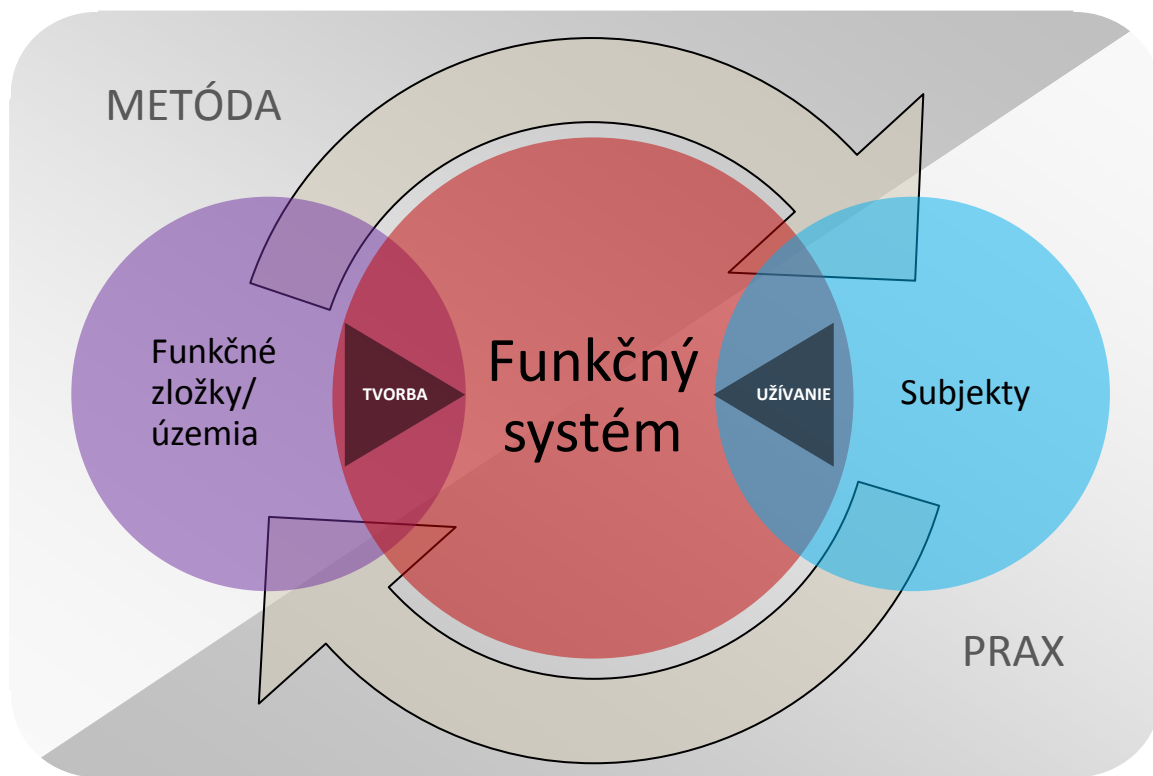 METÓDA
Funkčné
zložky/
územia
TVORBA
Funkčný
systém
UŽÍVANIE
Subjekty
PRAX